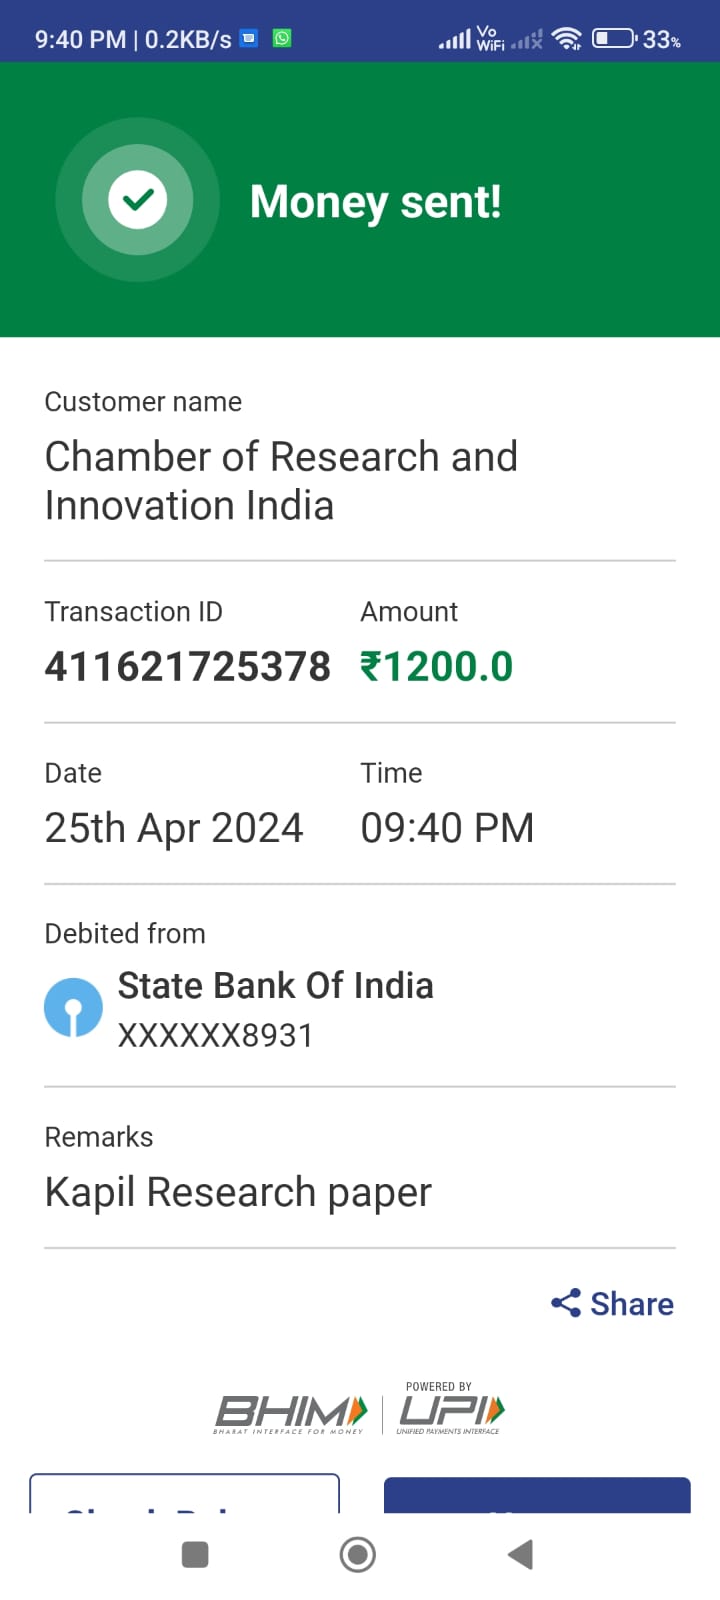 9:40 PM | 0.2KB/s Vo WiFi 33%
Money sent!
Customer name
Chamber of Research and
Innovation India
Transaction ID Amount
411621725378 ₹1200.0
Date Time
25th Apr 2024 09:40 PM
Debited from
State Bank Of India
XXXXXX8931
Remarks
Kapil Research paper
Share
POWERED BY
BHIM UPI
BHARAT INTERFACE FOR MONEY UNIFIED PAYMENTS INTERFACE